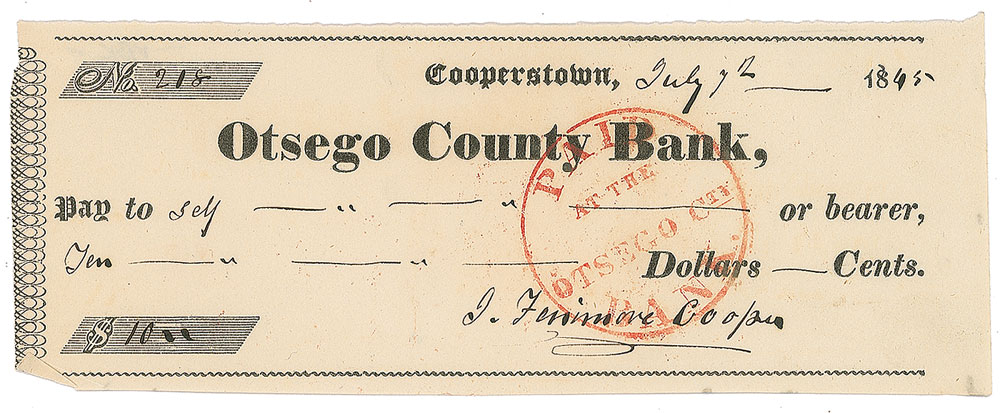 No. 218
Cooperstown, July 7th 1845
Otsego County Bank,
Pay to self — " — " — or bearer,
Ten — " — " — Dollars — Cents.
J. Fenimore Cooper
$ 10 "
PAID
AT THE
OTSEGO CTY
BANK.